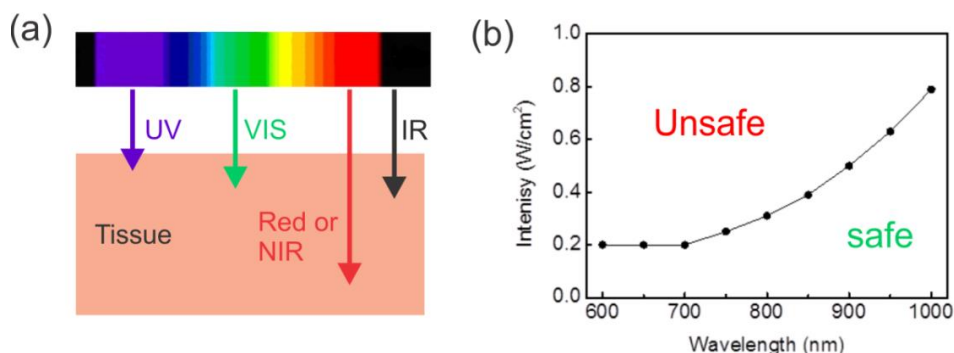 (a)
UV
VIS
IR
Tissue
Red or
NIR
(b)
Intenisy (W/cm²)
1.0
0.8
0.6
0.4
0.2
0.0
Unsafe
safe
600
700
800
900
1000
Wavelength (nm)